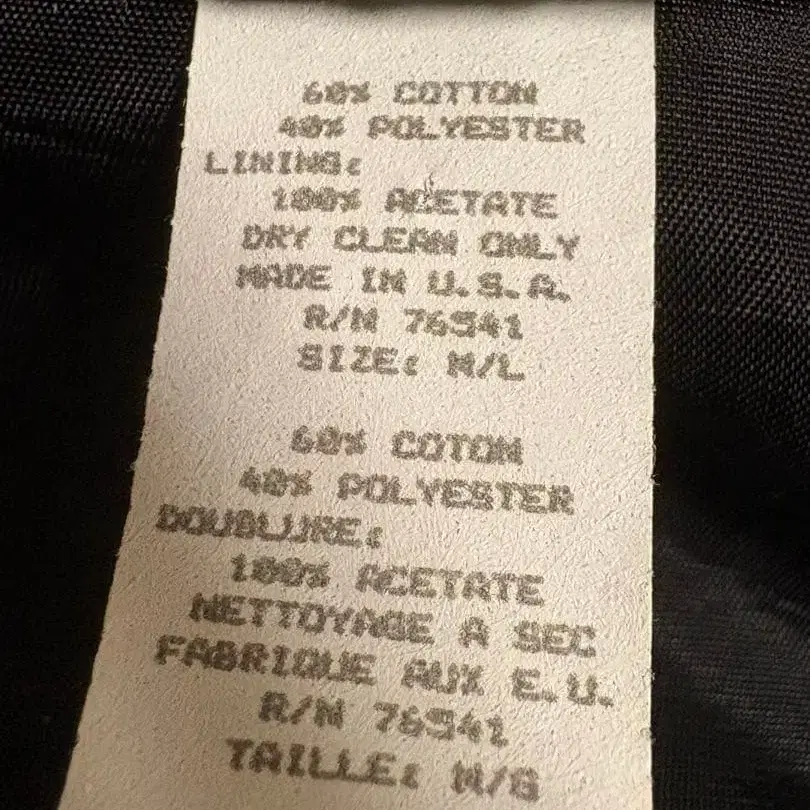 60% COTTON
40% POLYESTER
LINING:
100% ACETATE
DRY CLEAN ONLY
MADE IN U.S.A.
R/N 76541
SIZE: M/L
60% COTON
40% POLYESTER
DOUBLURE:
100% ACETATE
NETTOYAGE A SEC
FABRIQUE AUX E.U.
R/N 76541
TAILLE: M/G